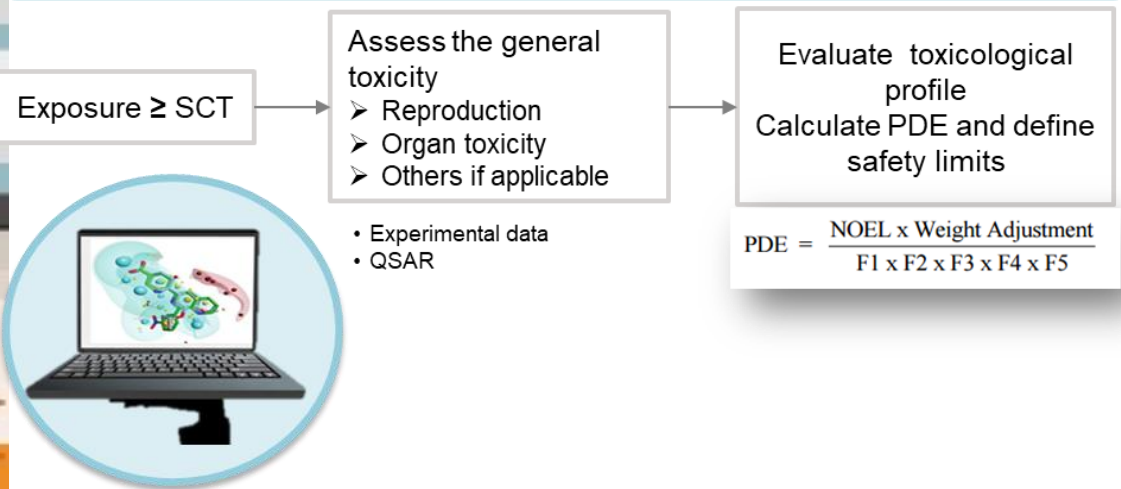 Exposure ≥ SCT
Assess the general
toxicity
➢ Reproduction
➢ Organ toxicity
➢ Others if applicable
• Experimental data
• QSAR
Evaluate toxicological
profile
Calculate PDE and define
safety limits
PDE = NOEL x Weight Adjustment
F1 x F2 x F3 x F4 x F5